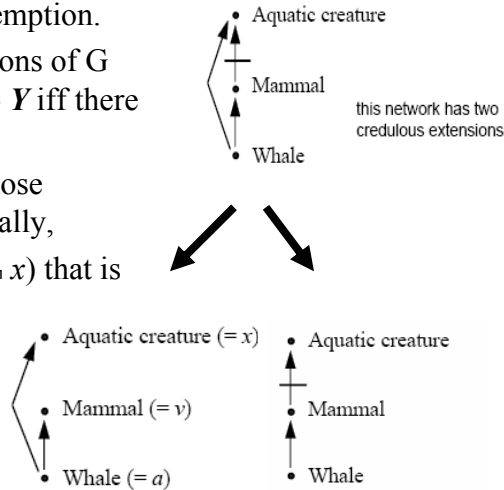 emption.
ons of G
Y iff there
ose
ally,
x) that is
Aquatic creature
Mammal
Whale
this network has two
credulous extensions
Aquatic creature (= x)
Mammal (= v)
Whale (= a)
Aquatic creature
Mammal
Whale